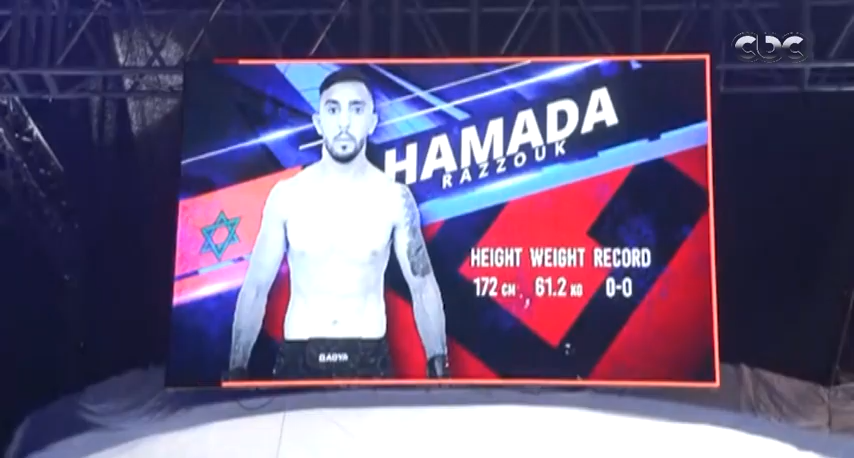 cbc
HAMADA
RAZZOUK
HEIGHT WEIGHT RECORD
172 CM 61.2 KG 0-0